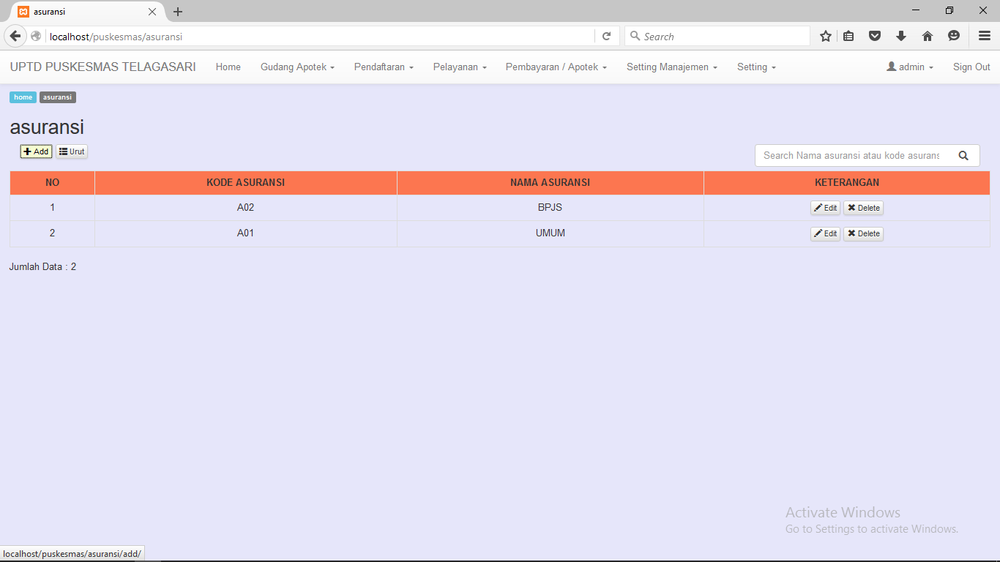 asuransi
localhost/puskesmas/asuransi
Search
UPTD PUSKESMAS TELAGASARI Home Gudang Apotek Pendaftaran Pelayanan Pembayaran / Apotek Setting Manajemen Setting admin Sign Out
home asuransi
asuransi
Add Urut
Search Nama asuransi atau kode asurans
NO KODE ASURANSI NAMA ASURANSI KETERANGAN
1 A02 BPJS Edit Delete
2 A01 UMUM Edit Delete
Jumlah Data : 2
Activate Windows
Go to Settings to activate Windows.
localhost/puskesmas/asuransi/add/